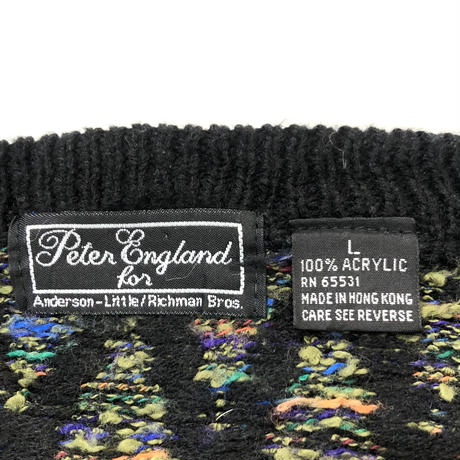 Peter England
for
Anderson-Little/Richman Bros.
L
100% ACRYLIC
RN 65531
MADE IN HONG KONG
CARE SEE REVERSE